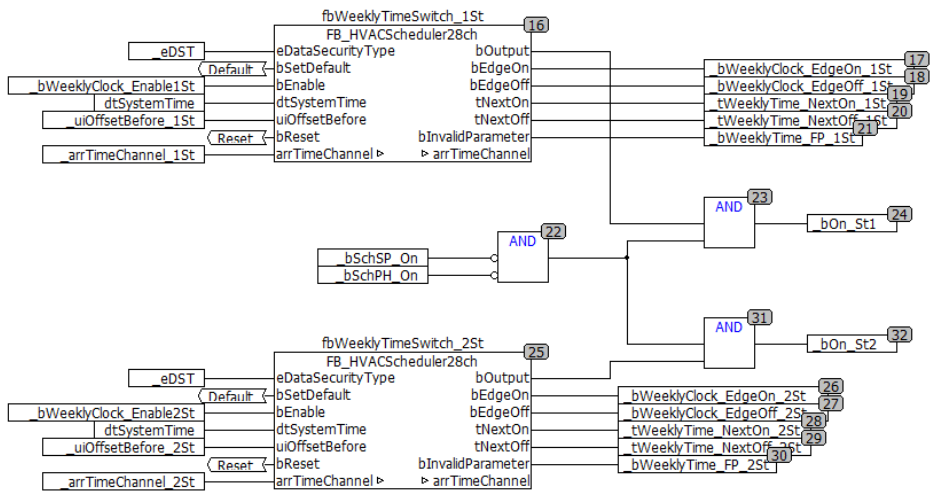 fbWeeklyTimeSwitch_1St
FB_HVACScheduler28ch
16
_eDST
eDataSecurityType
bOutput
Default
bSetDefault
bEdgeOn
_bWeeklyClock_EdgeOn_1St
17
_bWeeklyClock_Enable1St
bEnable
bEdgeOff
_bWeeklyClock_EdgeOff_1St
18
dtSystemTime
dtSystemTime
tNextOn
_tWeeklyTime_NextOn_1St
19
_uiOffsetBefore_1St
uiOffsetBefore
tNextOff
_tWeeklyTime_NextOff_1St
20
Reset
bReset
bInvalidParameter
_bWeeklyTime_FP_1St
21
_arrTimeChannel_1St
arrTimeChannel
arrTimeChannel
AND
23
_bOn_St1
24
AND
22
_bSchSP_On
_bSchPH_On
AND
31
_bOn_St2
32
fbWeeklyTimeSwitch_2St
FB_HVACScheduler28ch
25
_eDST
eDataSecurityType
bOutput
Default
bSetDefault
bEdgeOn
_bWeeklyClock_EdgeOn_2St
26
_bWeeklyClock_Enable2St
bEnable
bEdgeOff
_bWeeklyClock_EdgeOff_2St
27
dtSystemTime
dtSystemTime
tNextOn
_tWeeklyTime_NextOn_2St
28
_uiOffsetBefore_2St
uiOffsetBefore
tNextOff
_tWeeklyTime_NextOff_2St
29
Reset
bReset
bInvalidParameter
_bWeeklyTime_FP_2St
30
_arrTimeChannel_2St
arrTimeChannel
arrTimeChannel